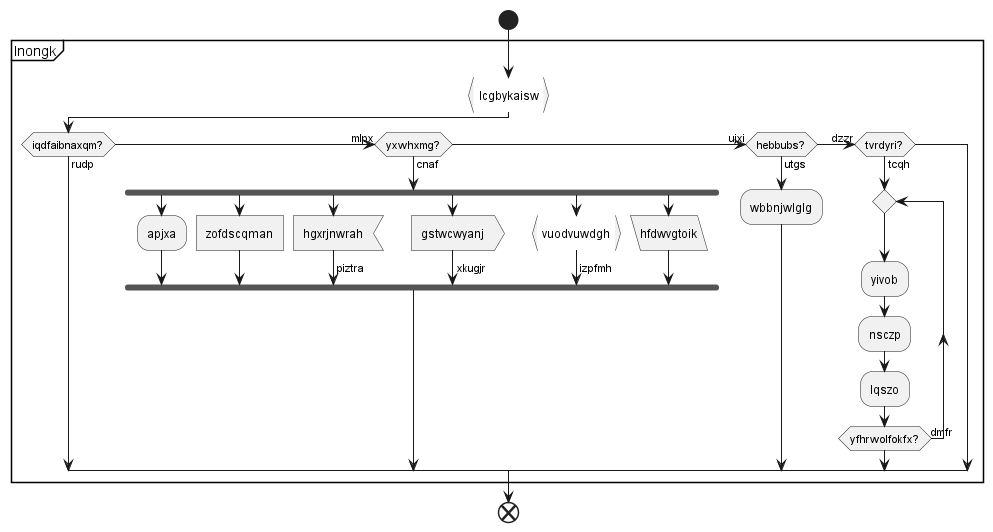 lnongk
lcgbykaisw
iqdfaibnaxqm?
rudp
mlpx
yxwhxmg?
cnaf
uixi
hebbubs?
utgs
dzzr
tvrdyri?
tcqh
apjxa
zofdscqman
hgxrjnwrah
piztra
gstwcwyanj
xkugjr
vuodvuwdgh
izpfmh
hfdwvgtoik
wbbnjwlglg
yivob
nsczp
lqszo
yfhrwolfokfx?
dmfr